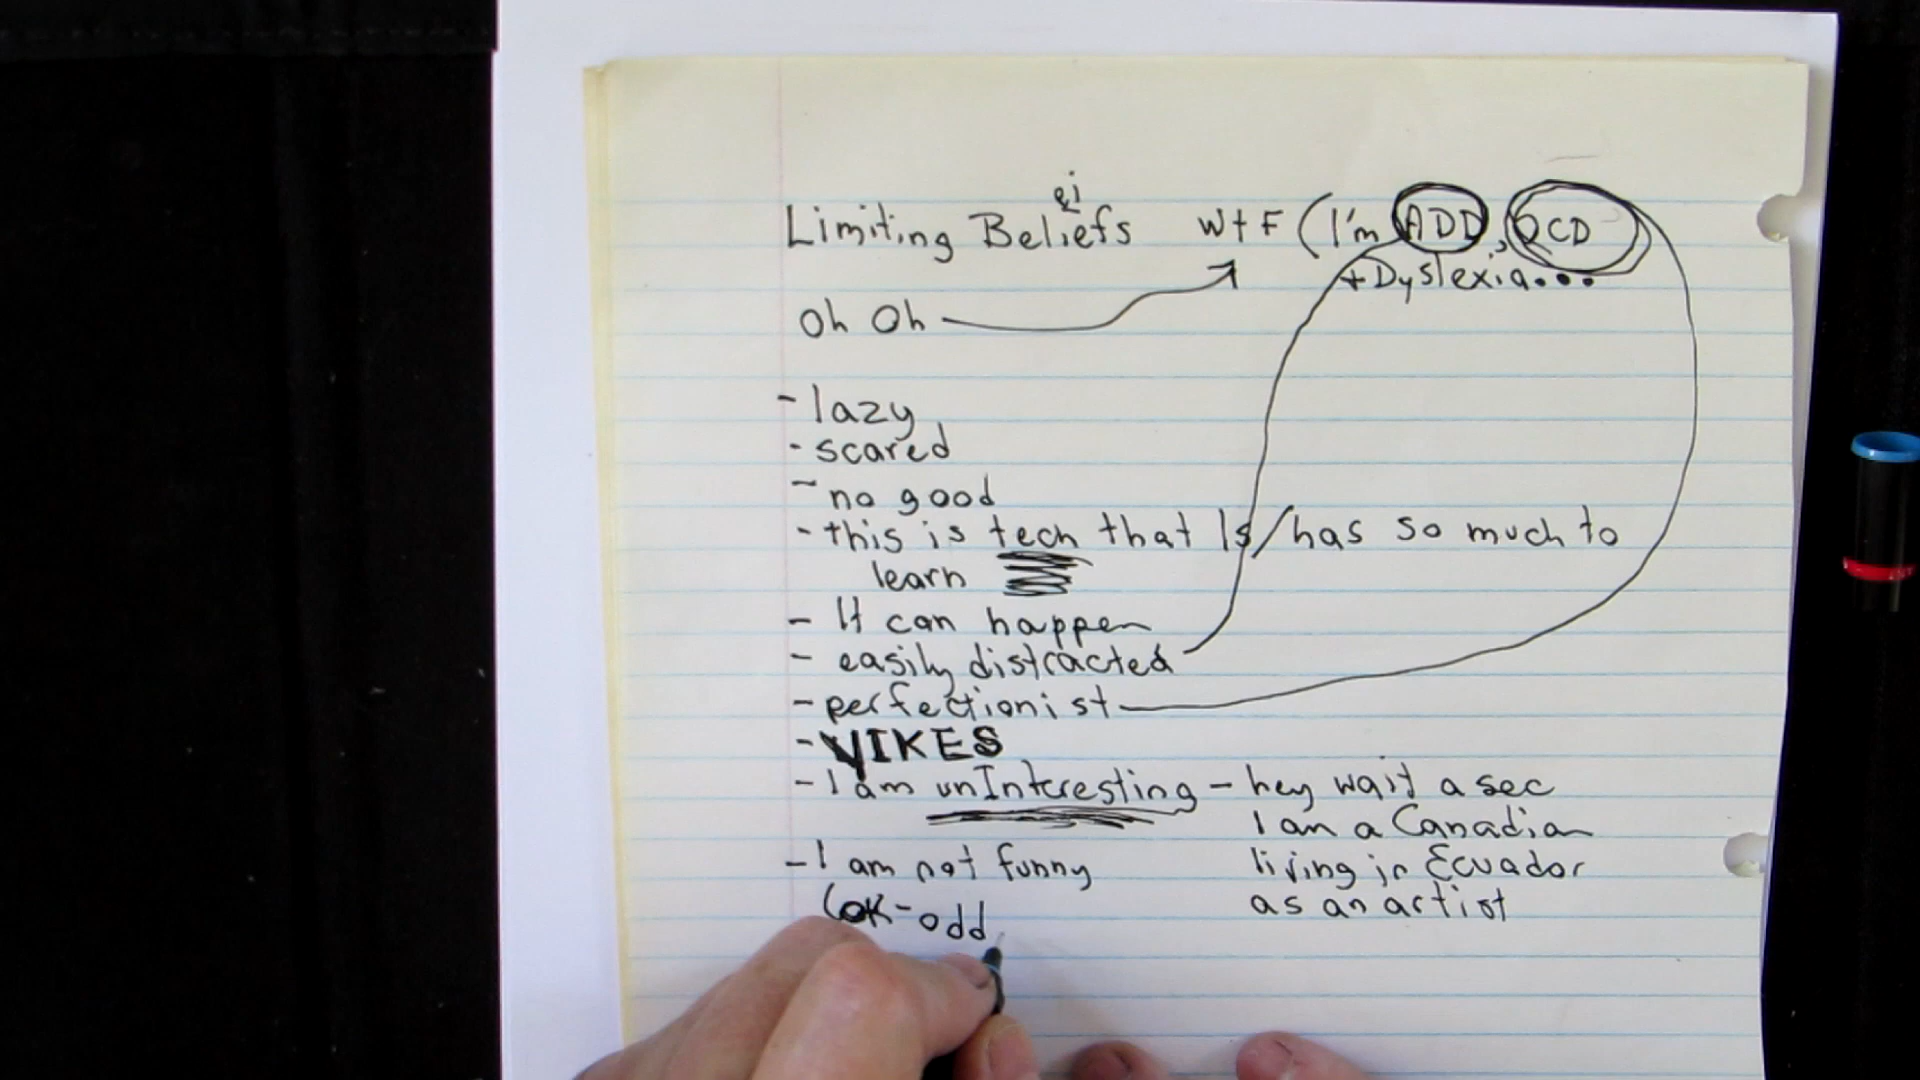 ei
Limiting Beliefs WtF (I'm ADD, OCD
+Dyslexia...
Oh Oh
- lazy
- scared
- no good
- this is tech that Is/has so much to
learn
- It can happen
- easily distracted
- perfectionist
- YIKES
- I am unInteresting - hey wait a sec
I am a Canadian
- I am not funny living in Ecuador
(OK-odd as an artist